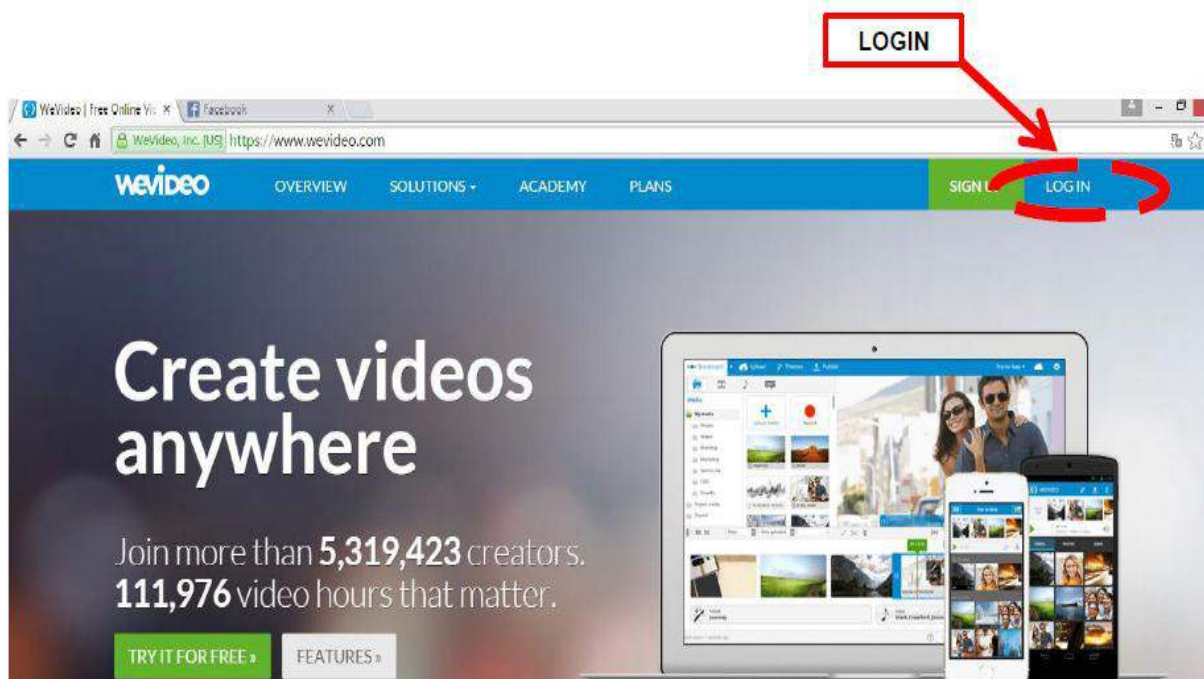 LOGIN
WeVideo | Free Online Vi
Facebook
WeVideo, Inc. [US] https://www.wevideo.com
WeVIDEO OVERVIEW SOLUTIONS ACADEMY PLANS SIGN U LOG IN
Create videos
anywhere
Join more than 5,319,423 creators.
111,976 video hours that matter.
TRY IT FOR FREE » FEATURES »